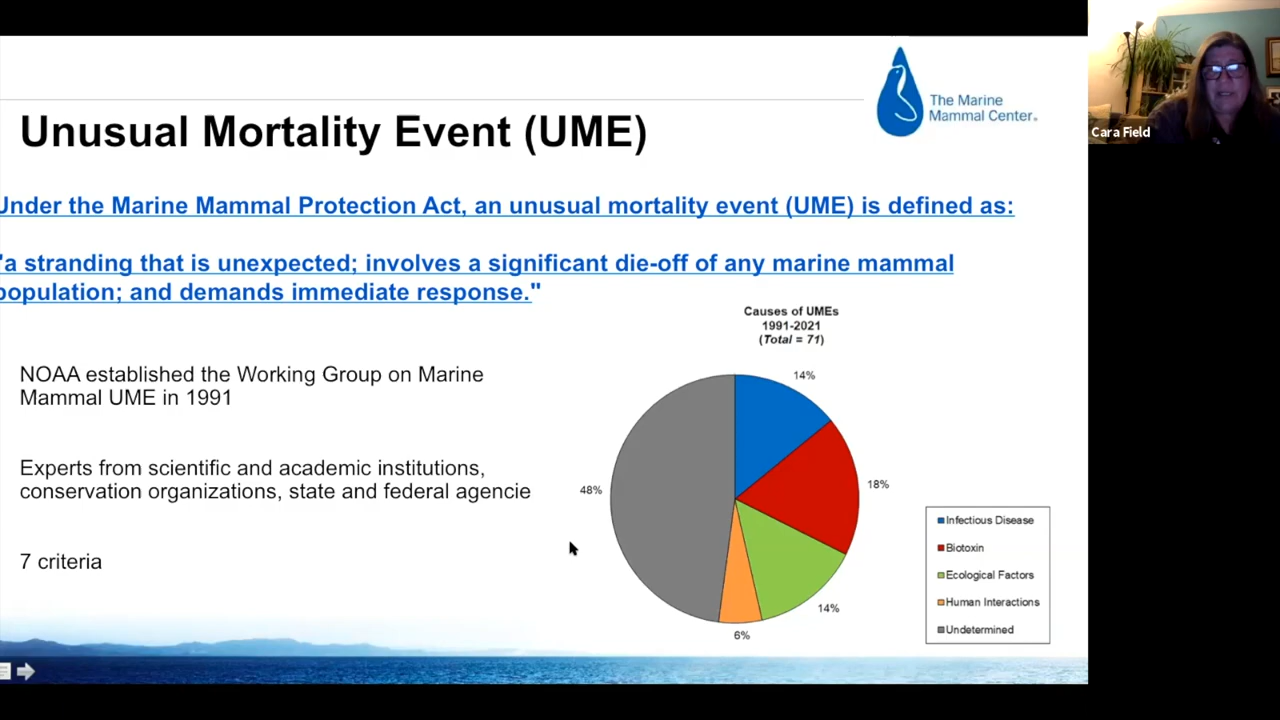 The Marine
Mammal Center®
Cara Field
Unusual Mortality Event (UME)
Under the Marine Mammal Protection Act, an unusual mortality event (UME) is defined as:
"a stranding that is unexpected; involves a significant die-off of any marine mammal
population; and demands immediate response."
NOAA established the Working Group on Marine
Mammal UME in 1991
Experts from scientific and academic institutions,
conservation organizations, state and federal agencie
7 criteria
Causes of UMEs
1991-2021
(Total = 71)
14%
18%
14%
6%
48%
Infectious Disease
Biotoxin
Ecological Factors
Human Interactions
Undetermined